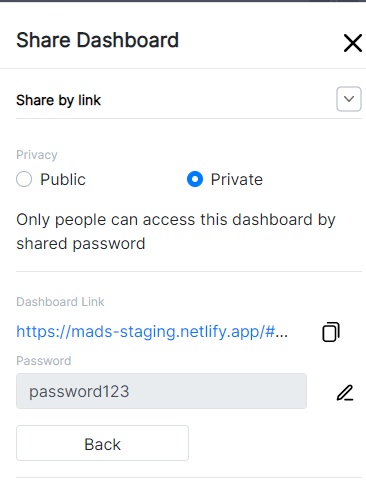 Share Dashboard
Share by link
Privacy
Public
Private
Only people can access this dashboard by
shared password
Dashboard Link
https://mads-staging.netlify.app/#...
Password
password123
Back